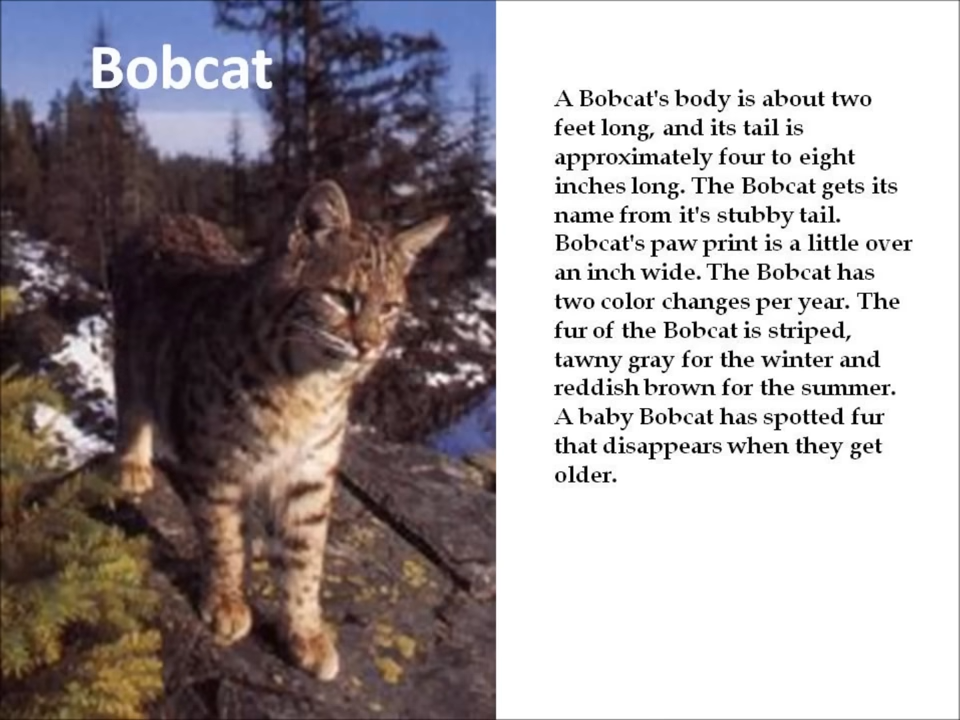 Bobcat
A Bobcat's body is about two
feet long, and its tail is
approximately four to eight
inches long. The Bobcat gets its
name from it's stubby tail.
Bobcat's paw print is a little over
an inch wide. The Bobcat has
two color changes per year. The
fur of the Bobcat is striped,
tawny gray for the winter and
reddish brown for the summer.
A baby Bobcat has spotted fur
that disappears when they get
older.